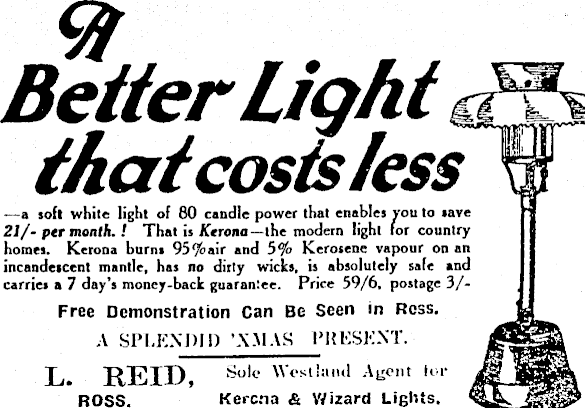 A
Better Light
that costs less
—a soft white light of 80 candle power that enables you to save
21/- per month. ! That is Kerona—the modern light for country
homes. Kerona burns 95% air and 5% Kerosene vapour on an
incandescent mantle, has no dirty wicks, is absolutely safe and
carries a 7 day's money-back guarantee. Price 59/6, postage 3/-
Free Demonstration Can Be Seen in Ross.
A SPLENDID 'XMAS PRESENT.
L. REID, Sole Westland Agent for
ROSS. Kerona & Wizard Lights.